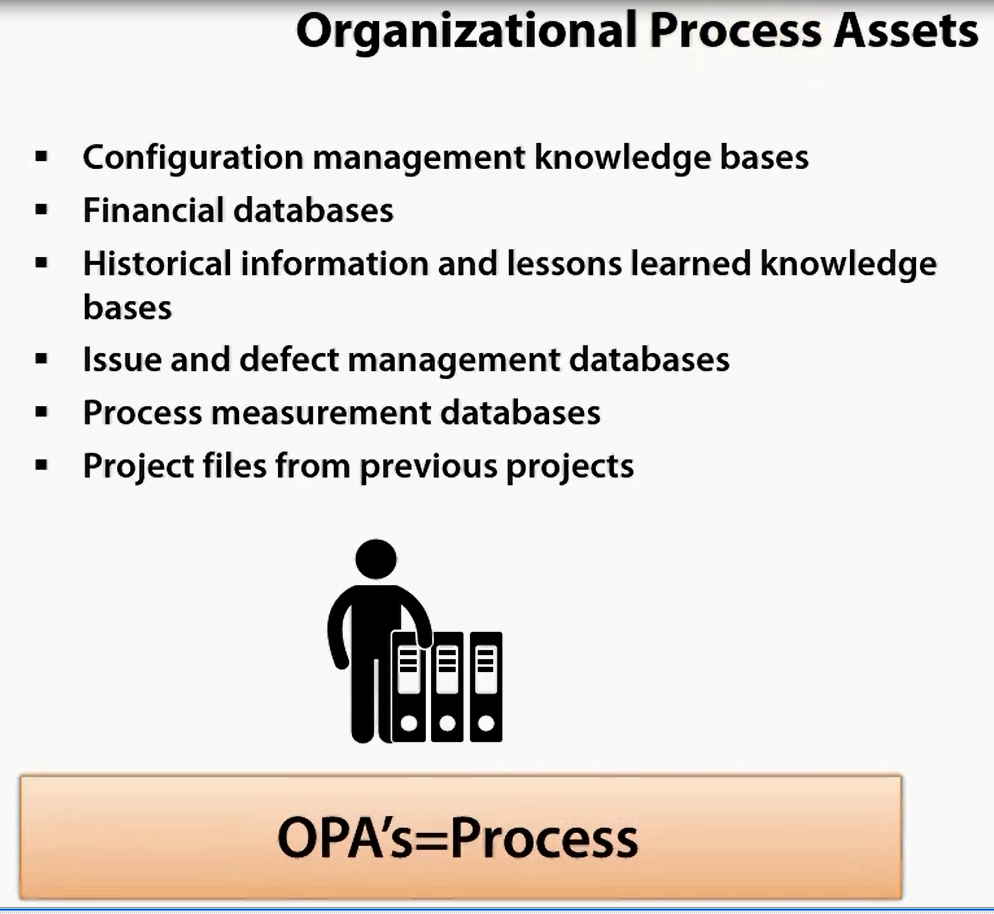 Organizational Process Assets
▪ Configuration management knowledge bases
▪ Financial databases
▪ Historical information and lessons learned knowledge
bases
▪ Issue and defect management databases
▪ Process measurement databases
▪ Project files from previous projects
OPA's=Process